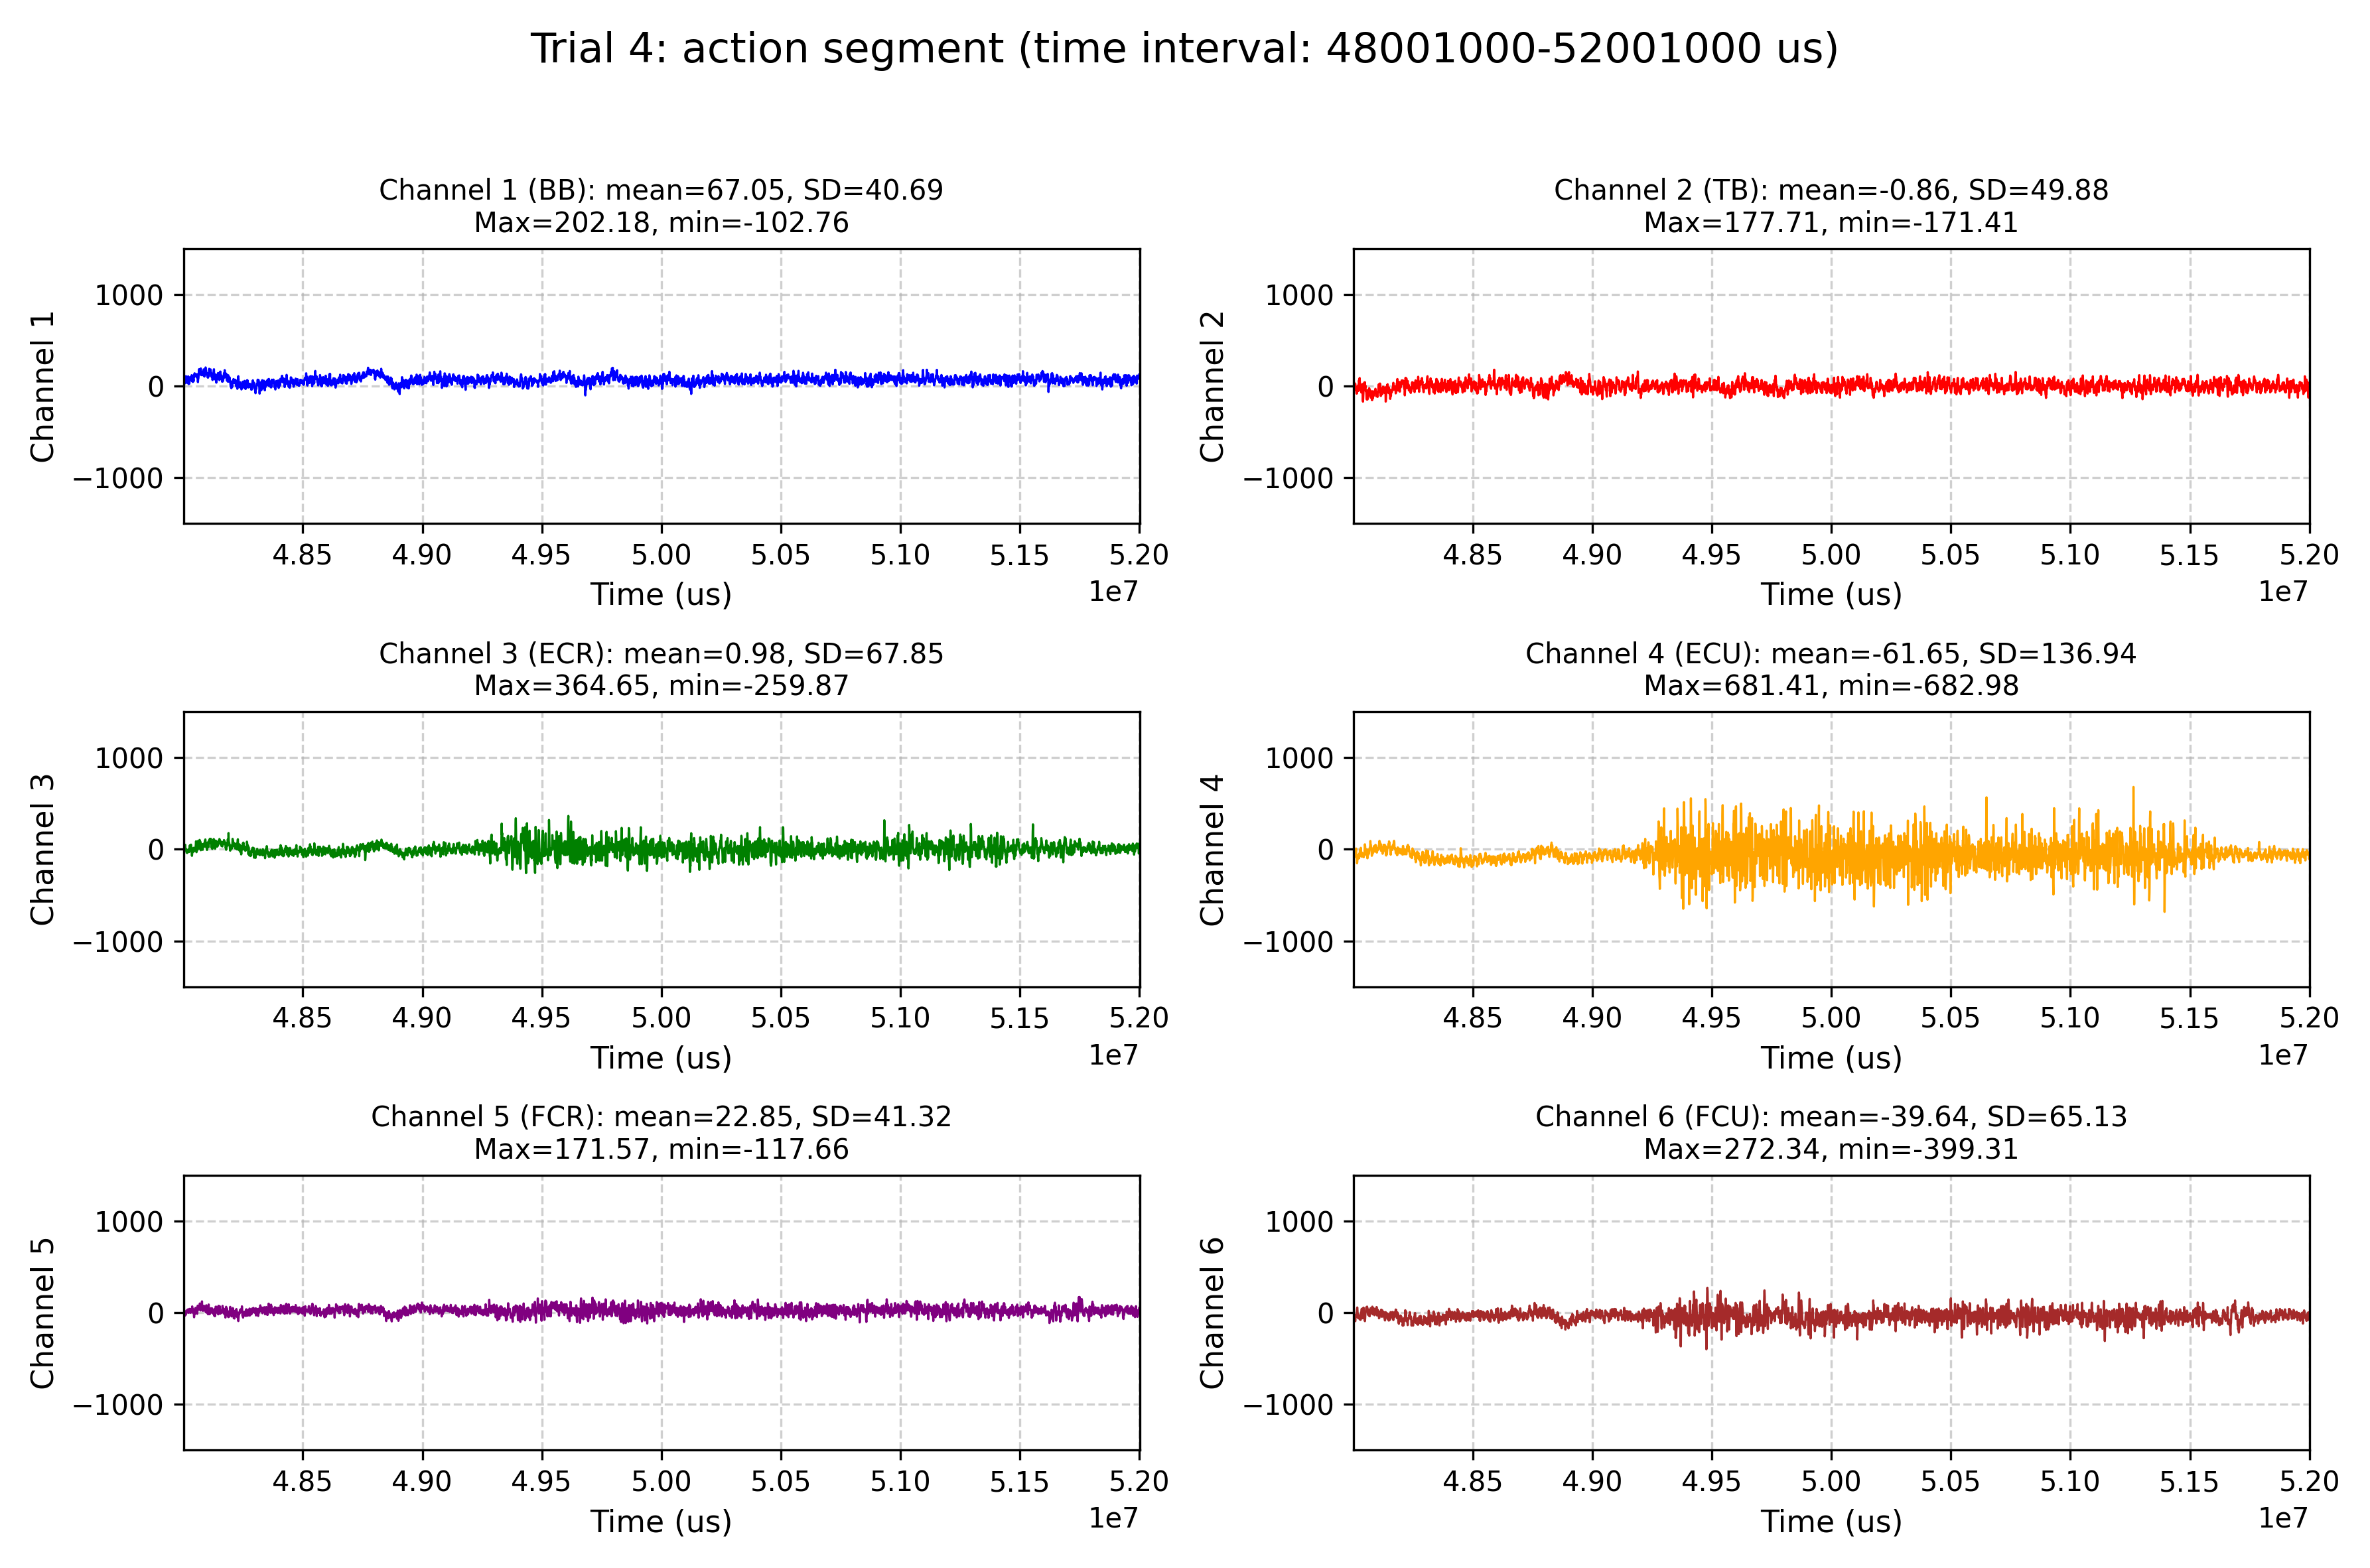 Trial 4: action segment (time interval: 48001000-52001000 us)
Channel 1 (BB): mean=67.05, SD=40.69
Max=202.18, min=-102.76
Channel 1
1000
0
−1000
4.85 4.90 4.95 5.00 5.05 5.10 5.15 5.20
1e7
Time (us)
Channel 2 (TB): mean=-0.86, SD=49.88
Max=177.71, min=-171.41
Channel 2
1000
0
−1000
4.85 4.90 4.95 5.00 5.05 5.10 5.15 5.20
1e7
Time (us)
Channel 3 (ECR): mean=0.98, SD=67.85
Max=364.65, min=-259.87
Channel 3
1000
0
−1000
4.85 4.90 4.95 5.00 5.05 5.10 5.15 5.20
1e7
Time (us)
Channel 4 (ECU): mean=-61.65, SD=136.94
Max=681.41, min=-682.98
Channel 4
1000
0
−1000
4.85 4.90 4.95 5.00 5.05 5.10 5.15 5.20
1e7
Time (us)
Channel 5 (FCR): mean=22.85, SD=41.32
Max=171.57, min=-117.66
Channel 5
1000
0
−1000
4.85 4.90 4.95 5.00 5.05 5.10 5.15 5.20
1e7
Time (us)
Channel 6 (FCU): mean=-39.64, SD=65.13
Max=272.34, min=-399.31
Channel 6
1000
0
−1000
4.85 4.90 4.95 5.00 5.05 5.10 5.15 5.20
1e7
Time (us)